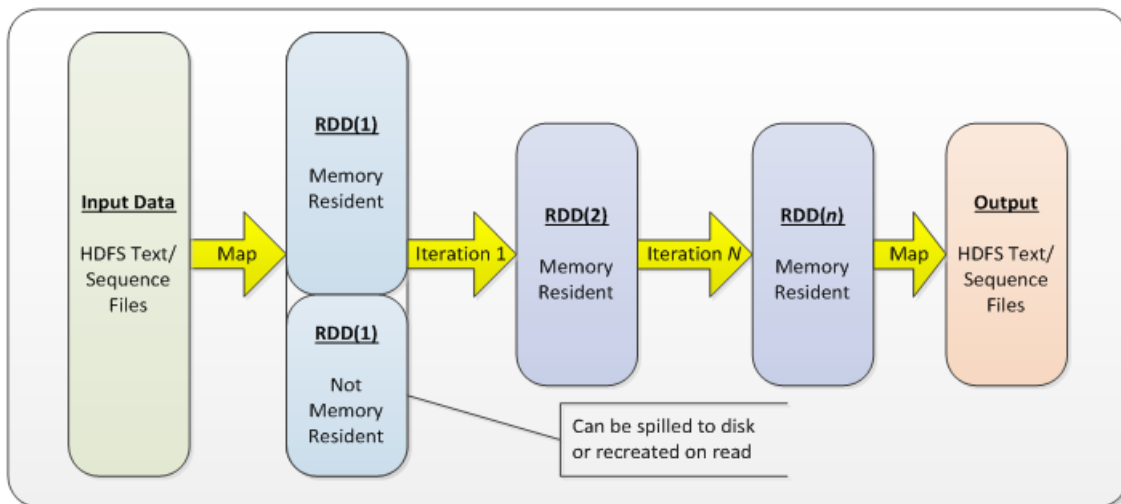 Input Data
HDFS Text/
Sequence
Files
Map
RDD(1)
Memory
Resident
RDD(1)
Not
Memory
Resident
Iteration 1
RDD(2)
Memory
Resident
Iteration N
RDD(n)
Memory
Resident
Map
Output
HDFS Text/
Sequence
Files
Can be spilled to disk
or recreated on read